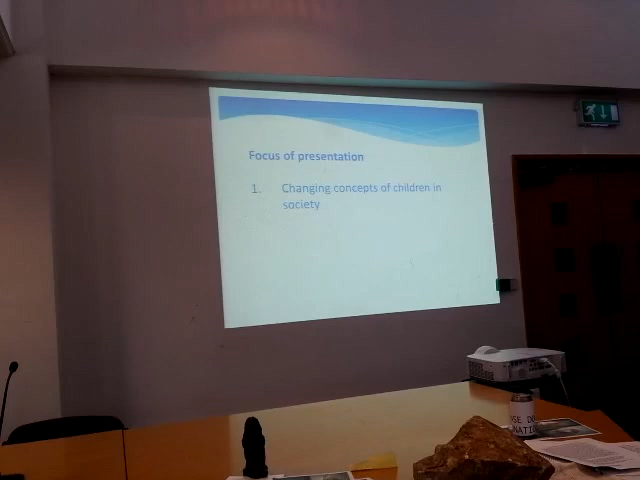 Focus of presentation
1. Changing concepts of children in
society